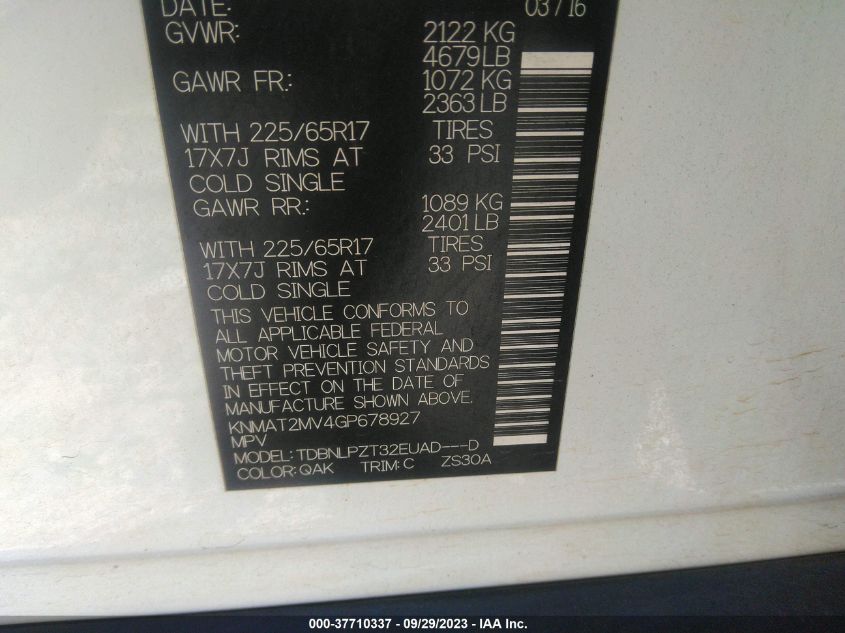 DATE: 03/16
GVWR: 2122 KG
4679LB
GAWR FR.: 1072 KG
2363 LB
WITH 225/65R17 TIRES
17X7J RIMS AT 33 PSI
COLD SINGLE
GAWR RR.: 1089 KG
2401 LB
WITH 225/65R17 TIRES
17X7J RIMS AT 33 PSI
COLD SINGLE
THIS VEHICLE CONFORMS TO
ALL APPLICABLE FEDERAL
MOTOR VEHICLE SAFETY AND
THEFT PREVENTION STANDARDS
IN EFFECT ON THE DATE OF
MANUFACTURE SHOWN ABOVE.
KNMAT2MV4GP678927
MPV
MODEL: TDBNLPZT32EUAD---D
COLOR: QAK TRIM: C ZS30A
000-37710337 - 09/29/2023 - IAA Inc.